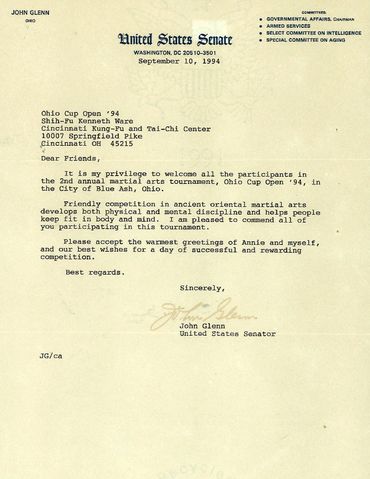 JOHN GLENN
OHIO
COMMITTEES:
GOVERNMENTAL AFFAIRS, CHAIRMAN
ARMED SERVICES
SELECT COMMITTEE ON INTELLIGENCE
SPECIAL COMMITTEE ON AGING
United States Senate
WASHINGTON, DC 20510-3501
September 10, 1994
Ohio Cup Open '94
Shih-Fu Kenneth Ware
Cincinnati Kung-Fu and Tai-Chi Center
10007 Springfield Pike
Cincinnati OH 45215
Dear Friends,
It is my privilege to welcome all the participants in
the 2nd annual martial arts tournament, Ohio Cup Open '94, in
the City of Blue Ash, Ohio.
Friendly competition in ancient oriental martial arts
develops both physical and mental discipline and helps people
keep fit in body and mind. I am pleased to commend all of
you participating in this tournament.
Please accept the warmest greetings of Annie and myself,
and our best wishes for a day of successful and rewarding
competition.
Best regards.
Sincerely,
John Glenn
John Glenn
United States Senator
JG/ca